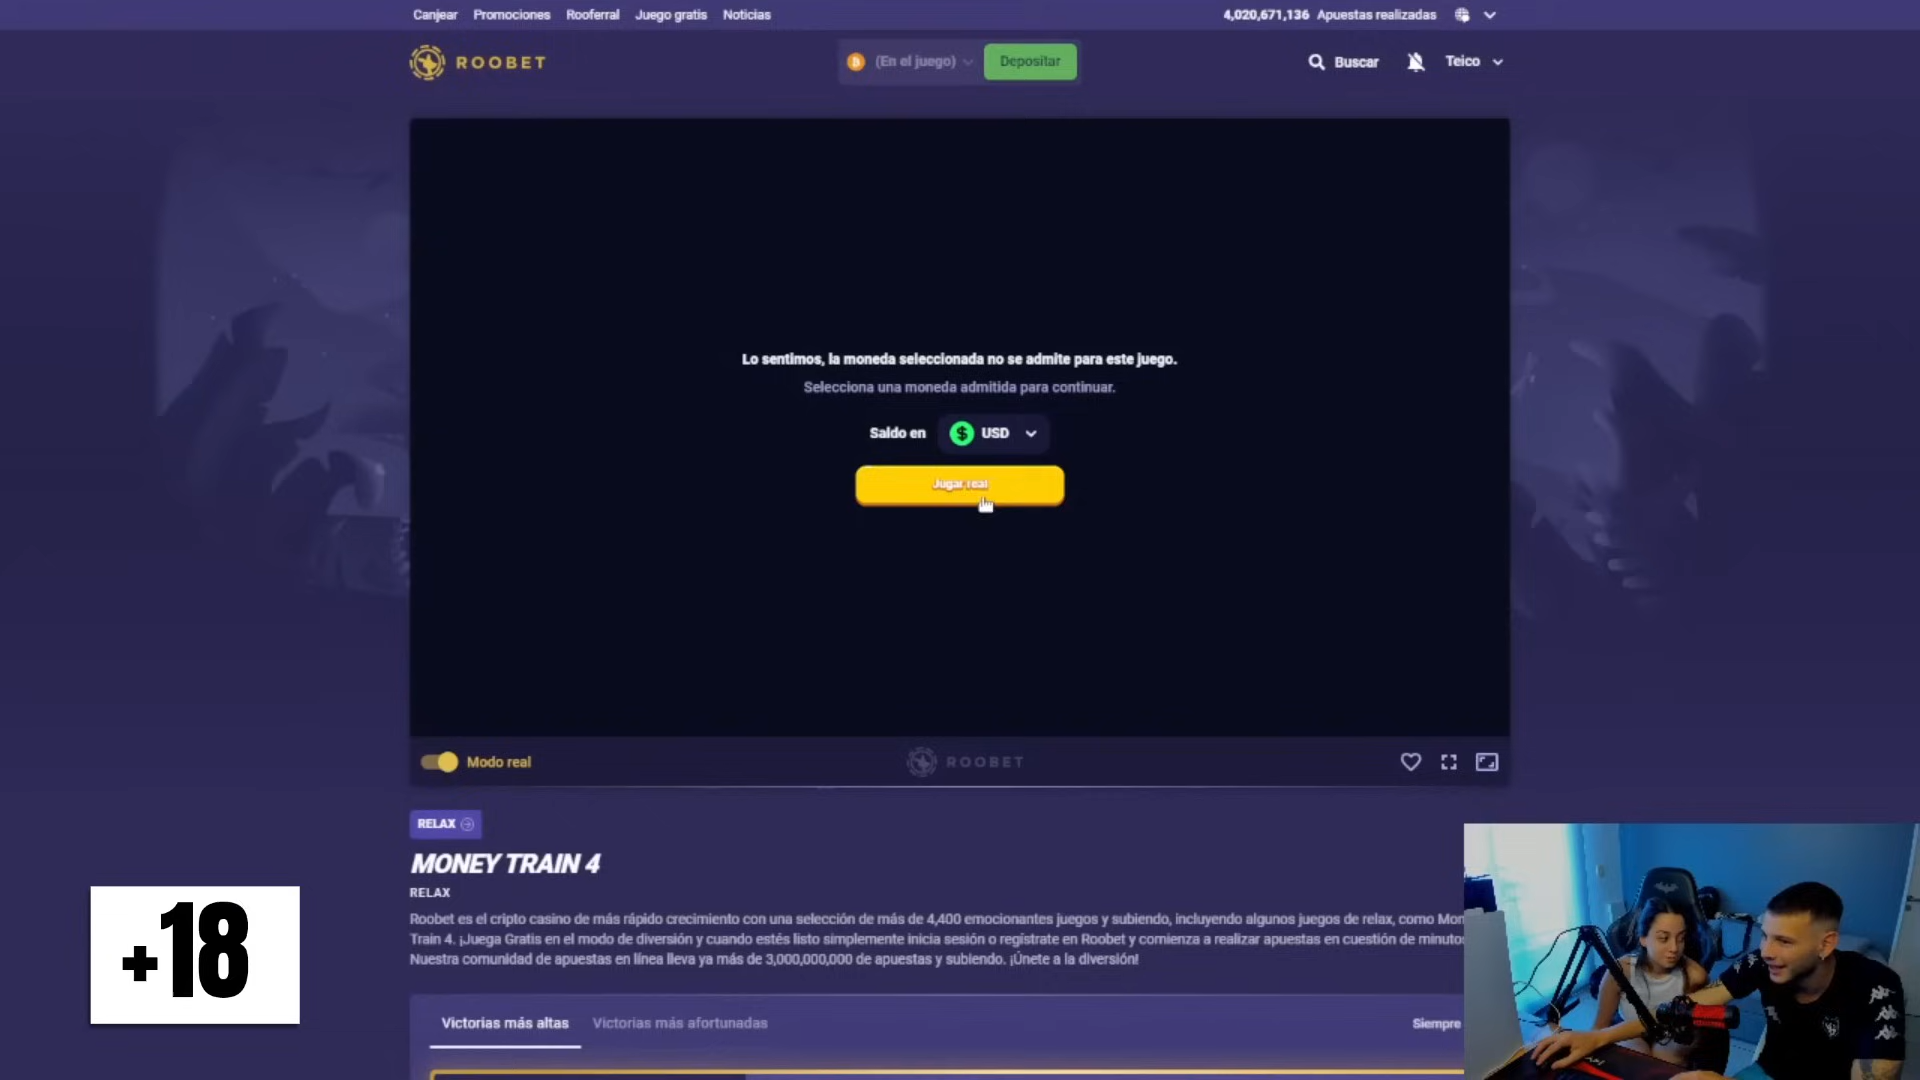 Canjear Promociones Rooferral Juego gratis Noticias
4,020,671,136 Apuestas realizadas
ROOBET
(En el juego)
Depositar
Buscar
Teico
Lo sentimos, la moneda seleccionada no se admite para este juego.
Selecciona una moneda admitida para continuar.
Saldo en $ USD
Jugar real
Modo real
ROOBET
RELAX
MONEY TRAIN 4
RELAX
Roobet es el cripto casino de más rápido crecimiento con una selección de más de 4,400 emocionantes juegos y subiendo, incluyendo algunos juegos de relax, como Mon
Train 4. ¡Juega Gratis en el modo de diversión y cuando estés listo simplemente inicia sesión o regístrate en Roobet y comienza a realizar apuestas en cuestión de minutos
Nuestra comunidad de apuestas en línea lleva ya más de 3,000,000,000 de apuestas y subiendo. ¡Únete a la diversión!
Victorias más altas Victorias más afortunadas
Siempre
+18